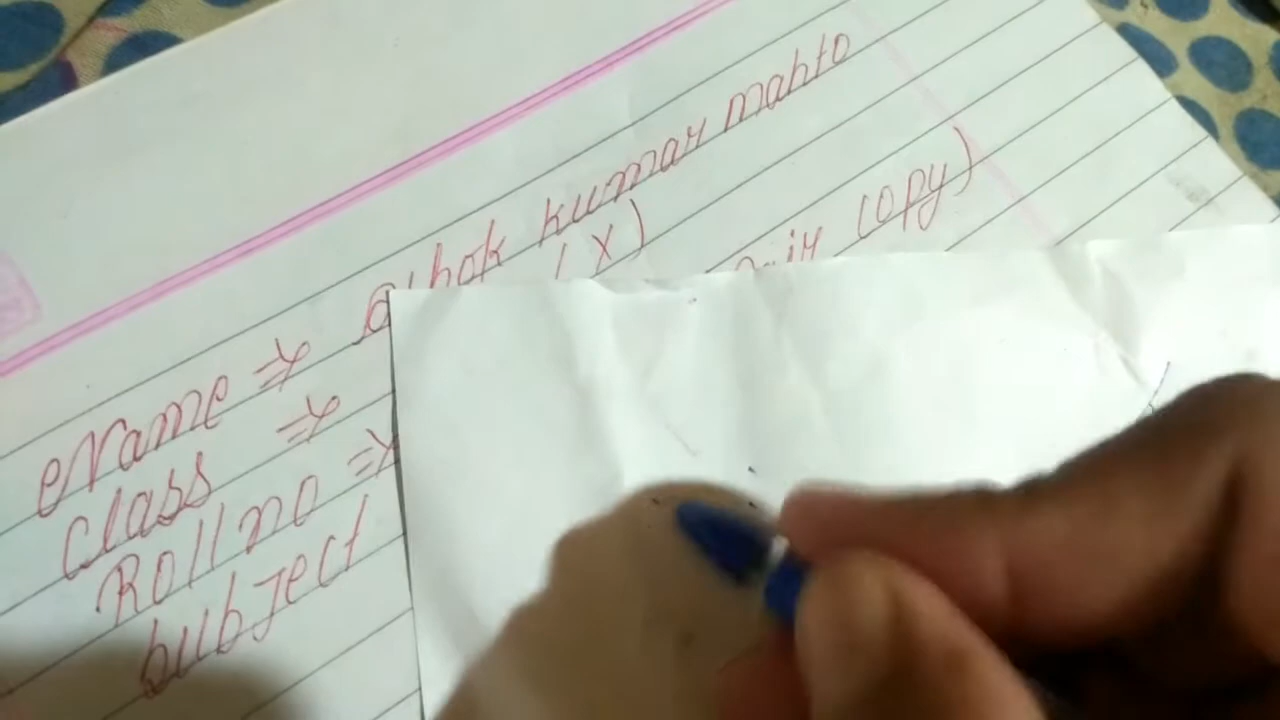 Name ⇒ Ashok kumar mahto
Class ⇒ (X)
Roll no ⇒
Subject copy)